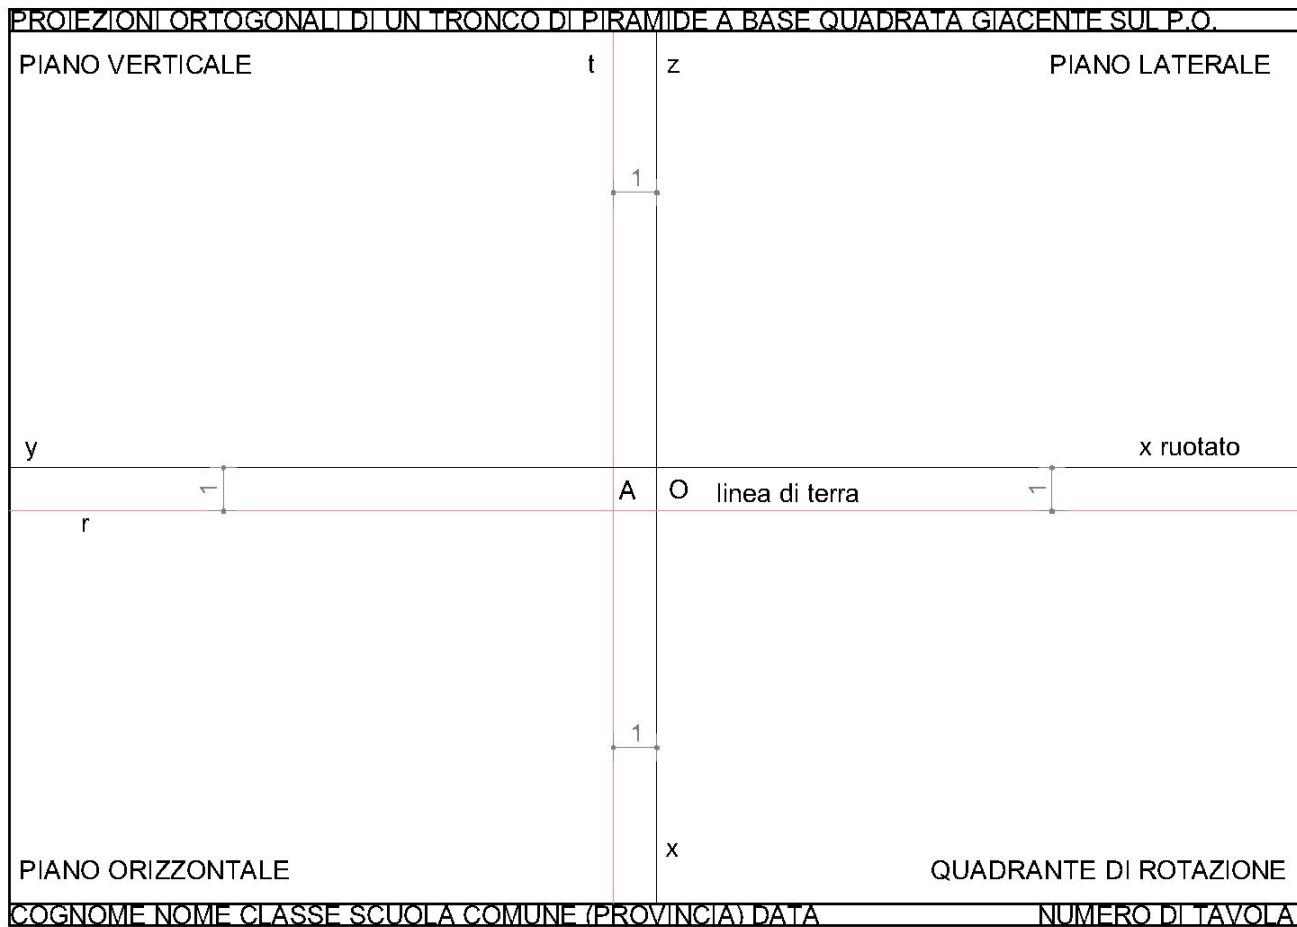 PROIEZIONI ORTOGONALI DI UN TRONCO DI PIRAMIDE A BASE QUADRATA GIACENTE SUL P.O.
PIANO VERTICALE t z PIANO LATERALE
1
y x ruotato
1 A O linea di terra 1
r
1
x
PIANO ORIZZONTALE QUADRANTE DI ROTAZIONE
COGNOME NOME CLASSE SCUOLA COMUNE (PROVINCIA) DATA NUMERO DI TAVOLA